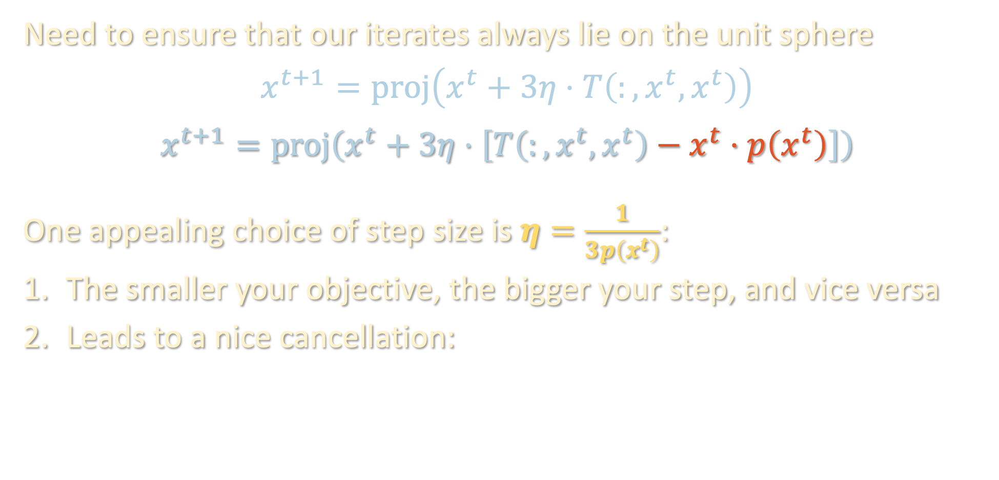 Need to ensure that our iterates always lie on the unit sphere
$x^{t+1} = \text{proj}(x^t + 3\eta \cdot T(:, x^t, x^t))$
$x^{t+1} = \text{proj}(x^t + 3\eta \cdot [T(:, x^t, x^t) - x^t \cdot p(x^t)])$
One appealing choice of step size is $\eta = \frac{1}{3p(x^t)}$:
1. The smaller your objective, the bigger your step, and vice versa
2. Leads to a nice cancellation: